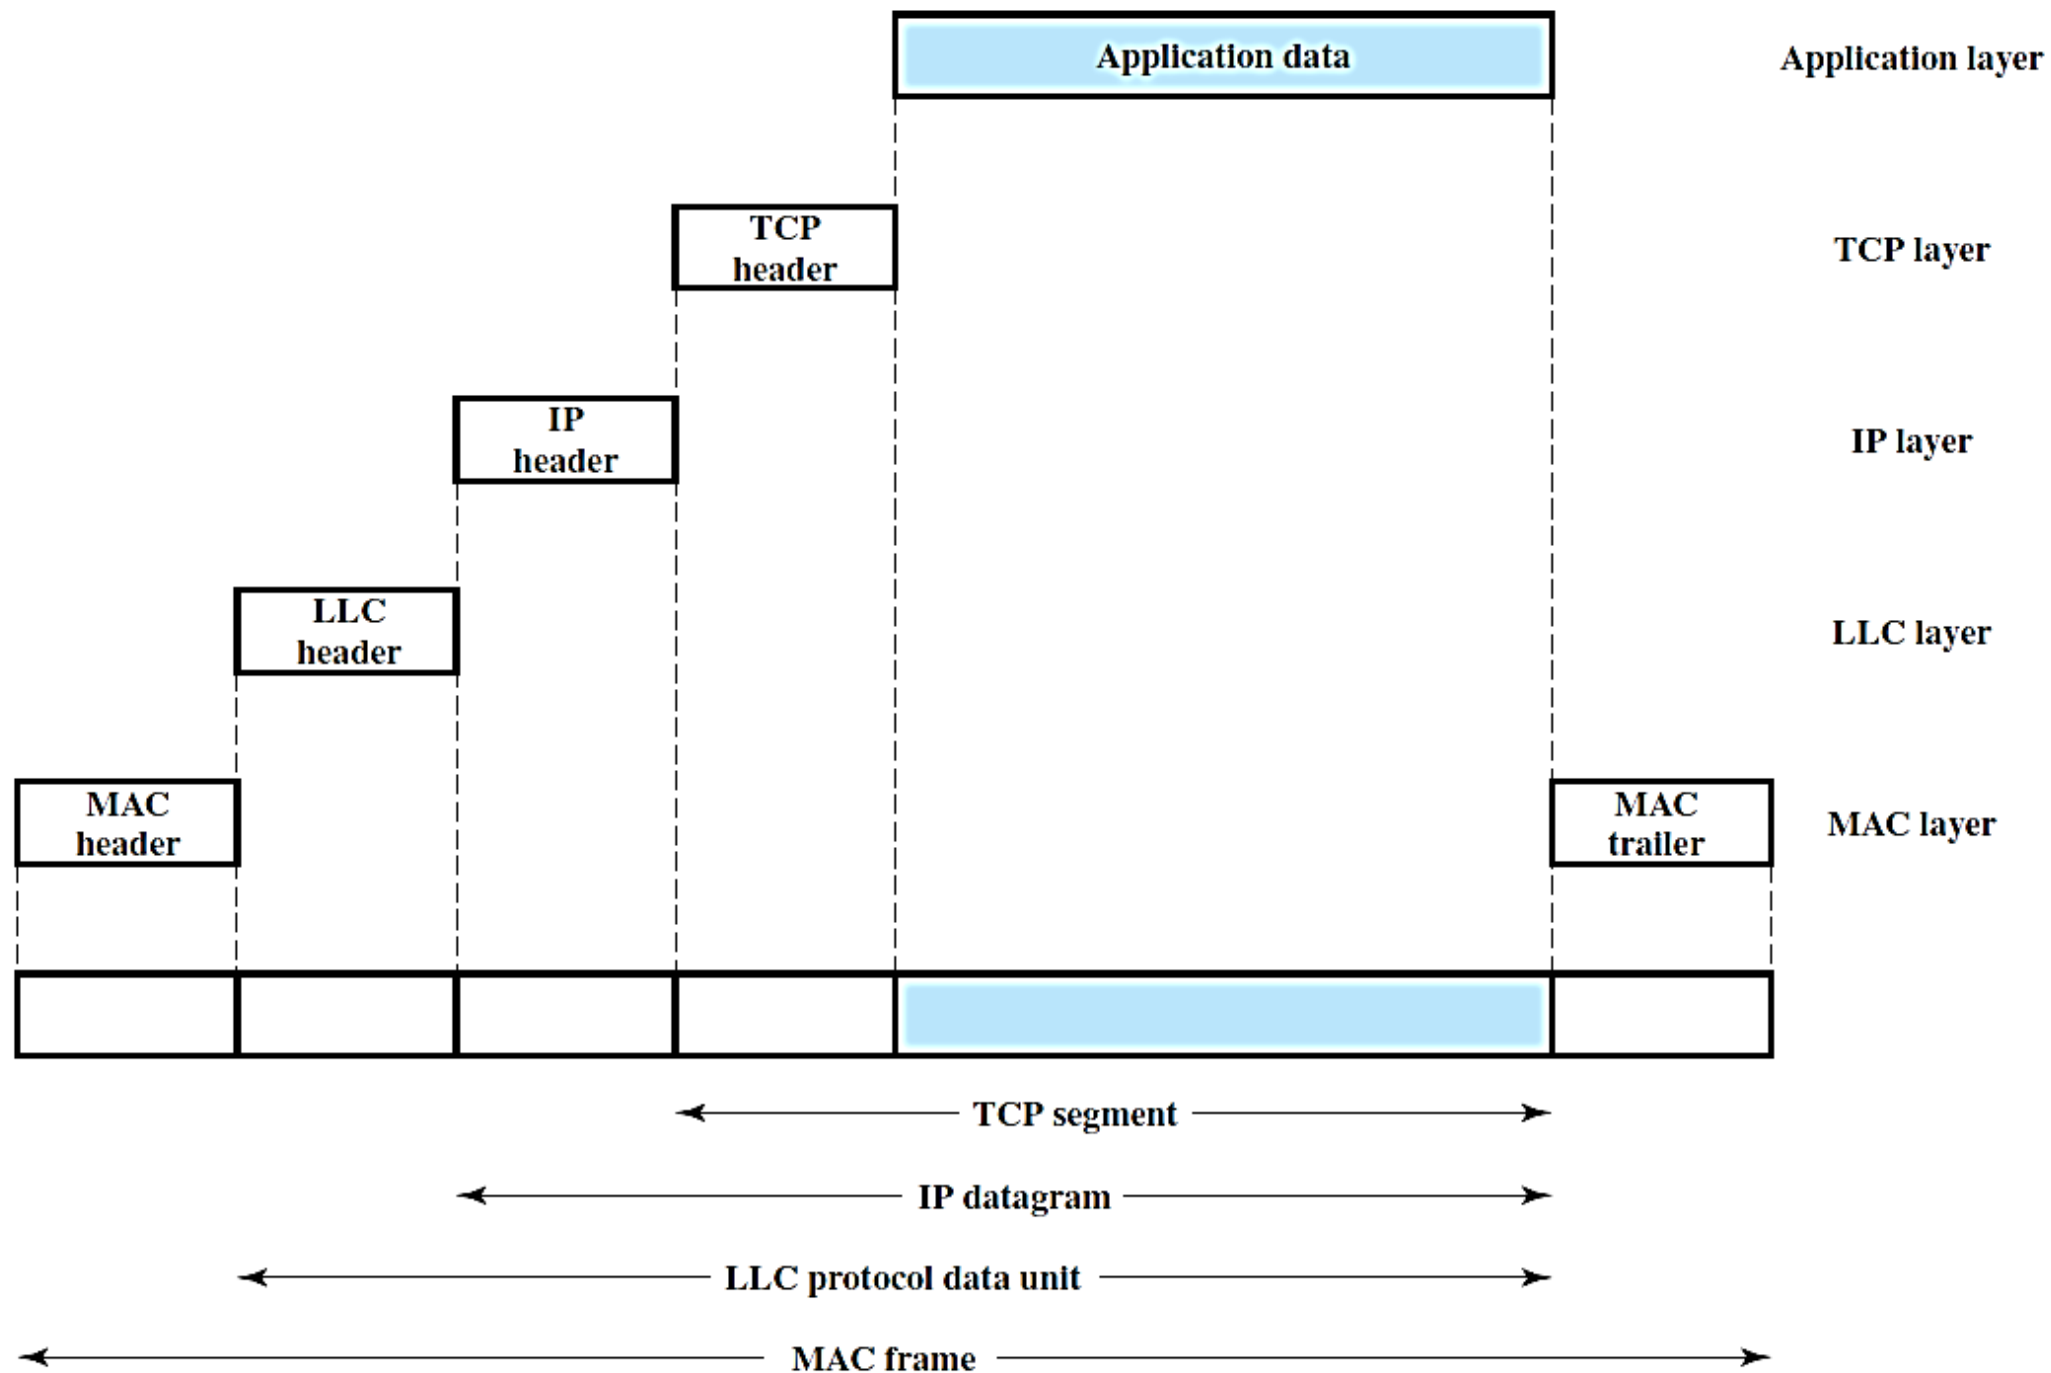 Application data
Application layer
TCP
header
TCP layer
IP
header
IP layer
LLC
header
LLC layer
MAC
header
MAC
trailer
MAC layer
TCP segment
IP datagram
LLC protocol data unit
MAC frame